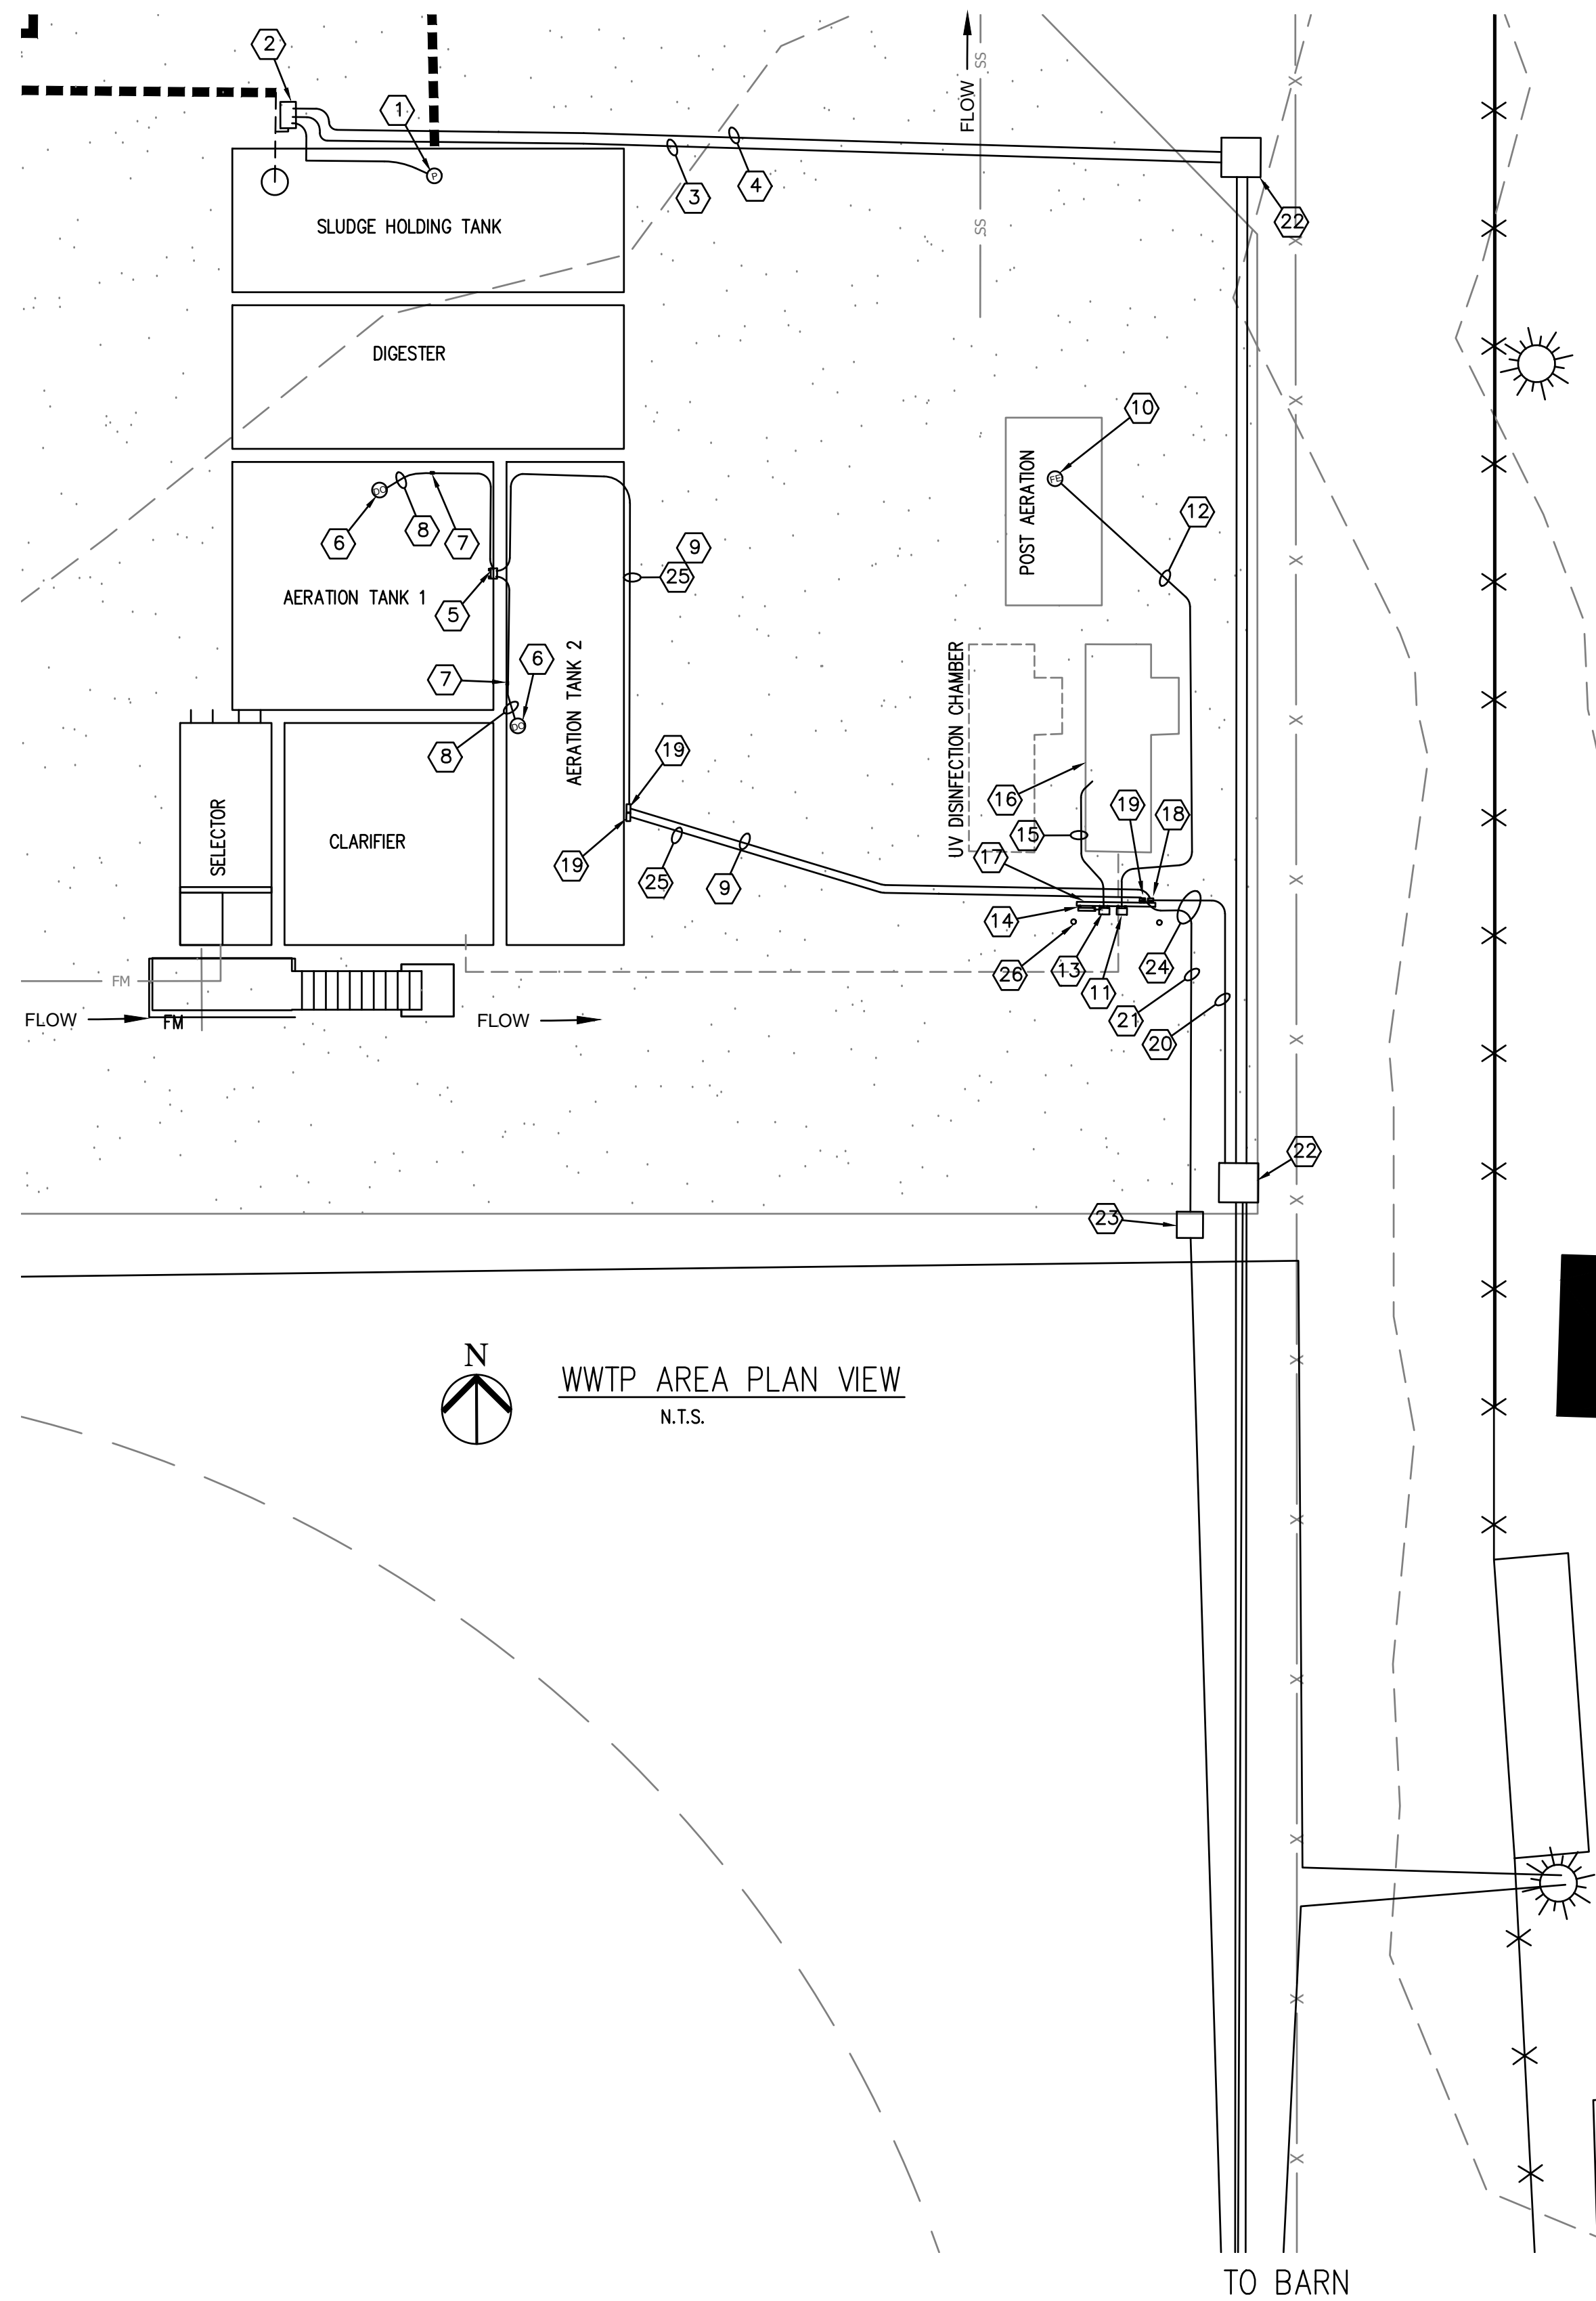 2
1
FLOW
SS
3
4
P
22
SS
SLUDGE HOLDING TANK
DIGESTER
10
POST AERATION
FE
DO
6
8
7
9
25
12
AERATION TANK 1
5
6
7
AERATION TANK 2
DO
8
UV DISINFECTION CHAMBER
19
16
19
18
15
17
SELECTOR
CLARIFIER
19
25
9
14
24
26
13
11
21
20
FM
FLOW
FM
FLOW
22
23
N
WWTP AREA PLAN VIEW
N.T.S.
TO BARN